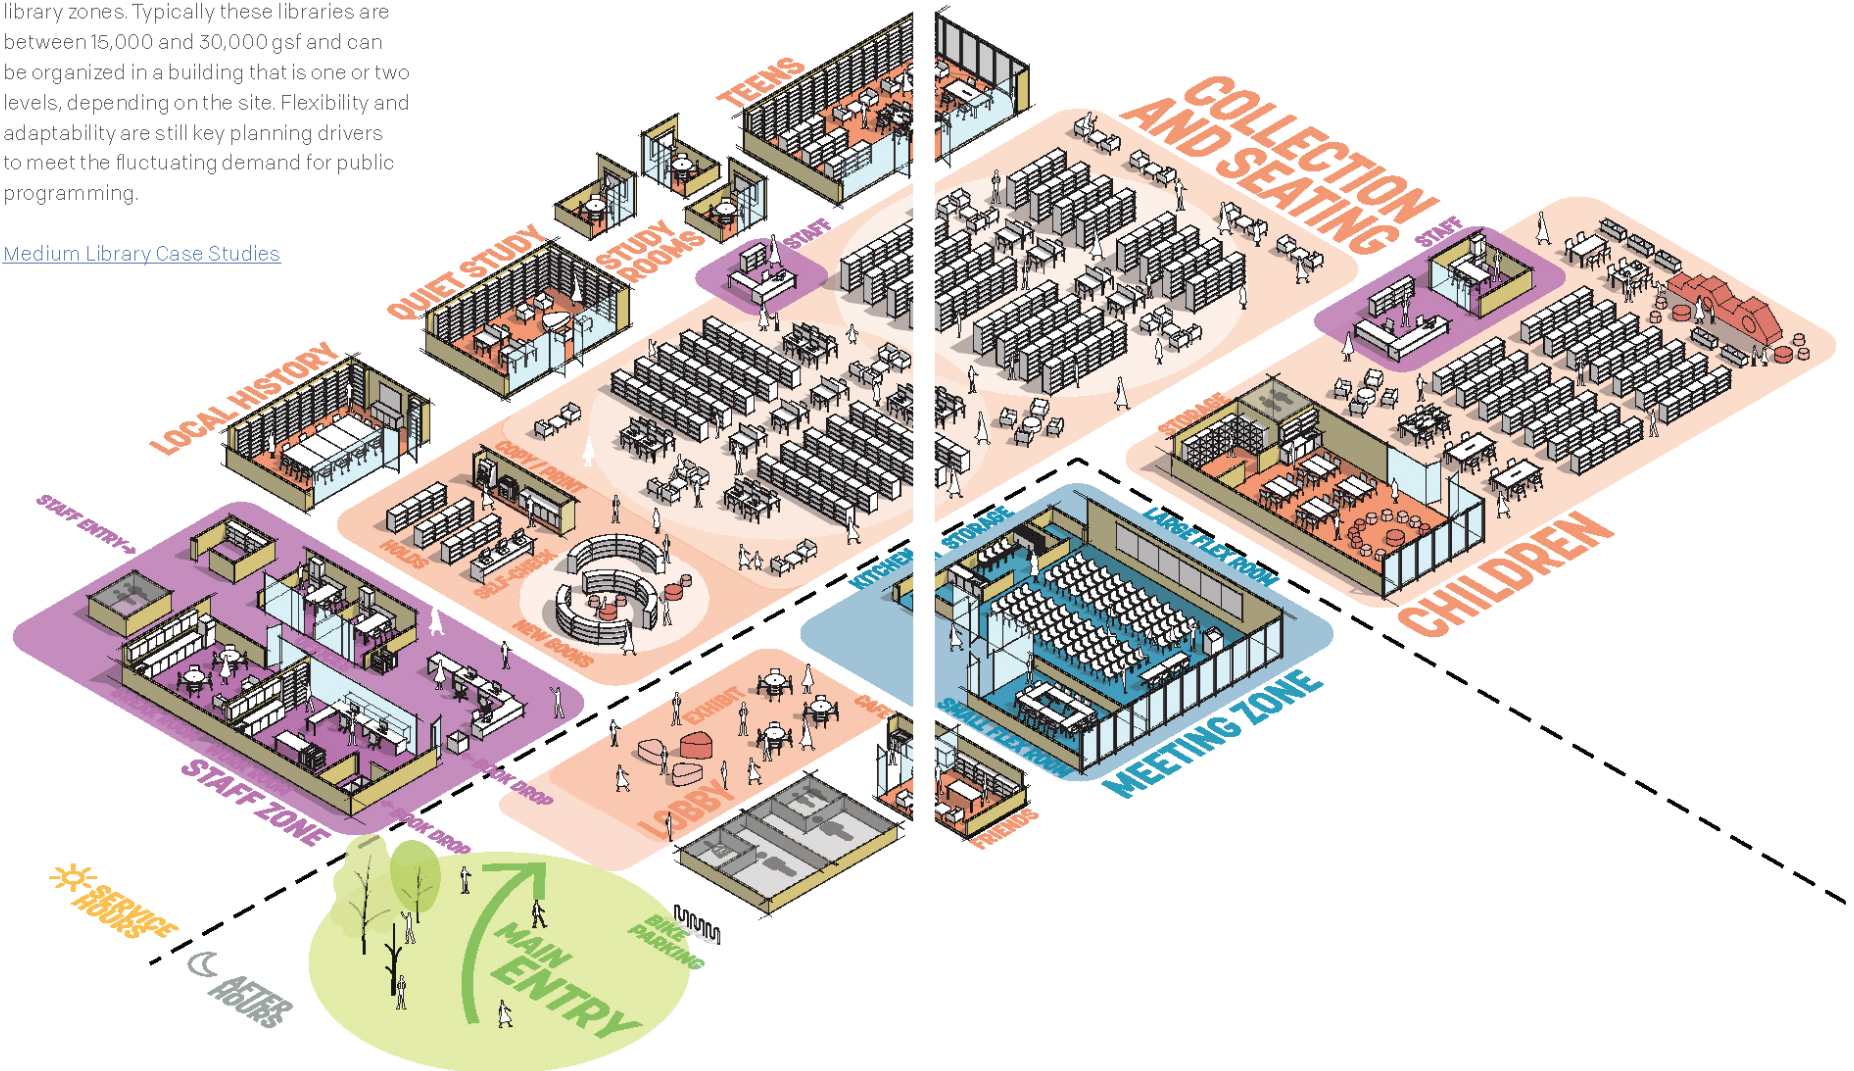 library zones. Typically these libraries are
between 15,000 and 30,000 gsf and can
be organized in a building that is one or two
levels, depending on the site. Flexibility and
adaptability are still key planning drivers
to meet the fluctuating demand for public
programming.
Medium Library Case Studies
TEENS
COLLECTION
AND SEATING
STAFF
QUIET STUDY
STUDY
ROOMS
STAFF
LOCAL HISTORY
STORAGE
COPY / PRINT
STAFF ENTRY
HOLDS
SELF-CHECK
NEW BOOKS
KITCHEN
STORAGE
LARGE FLEX ROOM
CHILDREN
EXHIBIT
CAFE
SMALL FLEX ROOM
MEETING ZONE
LOBBY
BOOK DROP
BOOK DROP
STAFF ZONE
FRIENDS
SERVICE
HOURS
AFTER
HOURS
MAIN
ENTRY
BIKE
PARKING